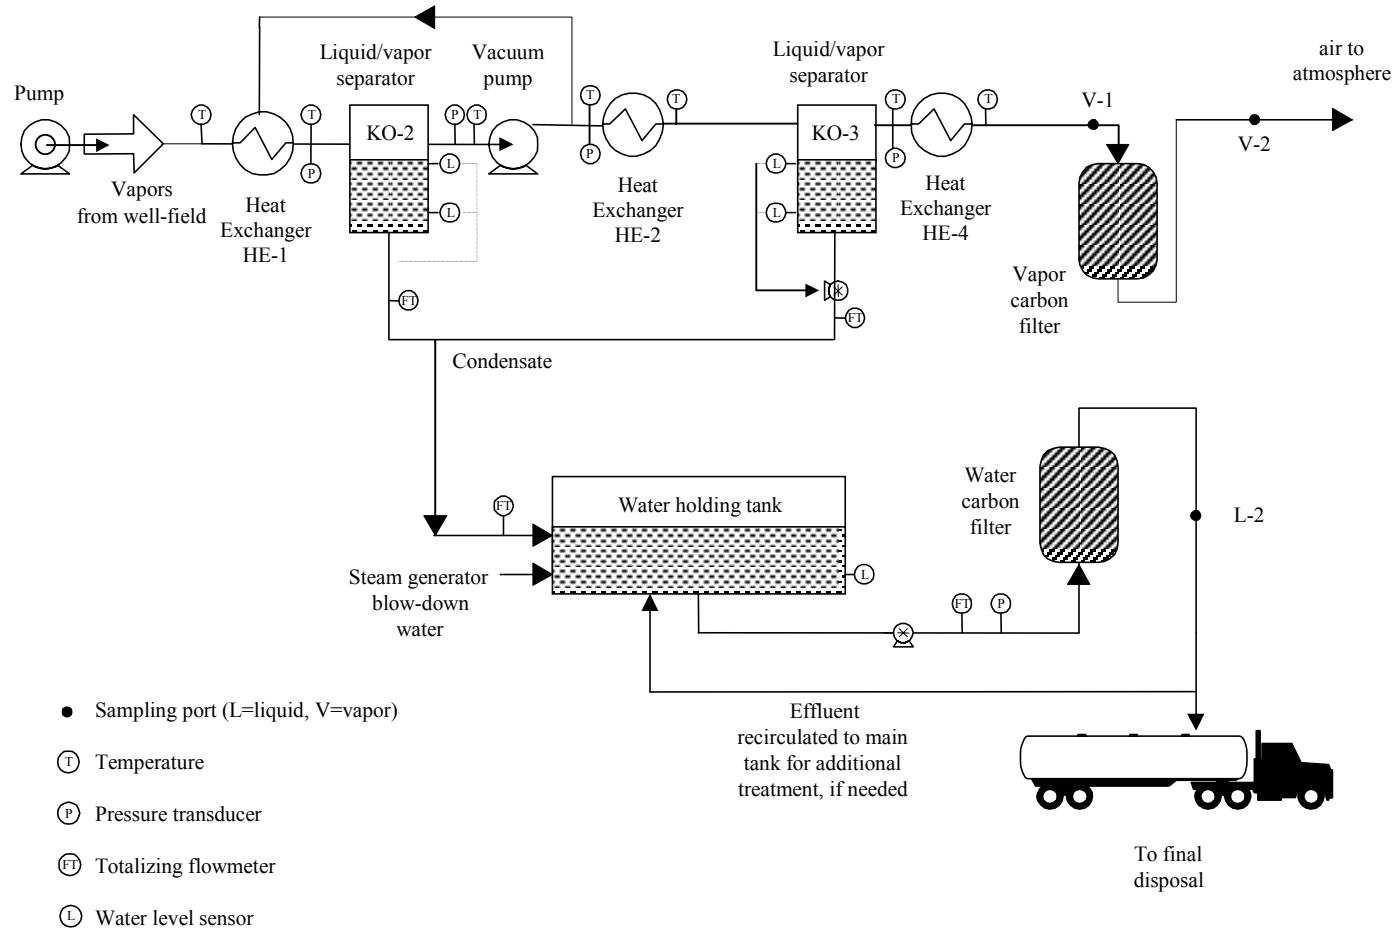 Pump
Vapors
from well-field
T
Heat
Exchanger
HE-1
T
P
Liquid/vapor
separator
KO-2
P
T
L
L
FT
Vacuum
pump
T
P
Heat
Exchanger
HE-2
T
Liquid/vapor
separator
KO-3
L
L
FT
T
P
Heat
Exchanger
HE-4
T
V-1
Vapor
carbon
filter
V-2
air to
atmosphere
Condensate
FT
Steam generator
blow-down
water
Water holding tank
L
FT
P
Water
carbon
filter
L-2
Effluent
recirculated to main
tank for additional
treatment, if needed
To final
disposal
Sampling port (L=liquid, V=vapor)
T Temperature
P Pressure transducer
FT Totalizing flowmeter
L Water level sensor